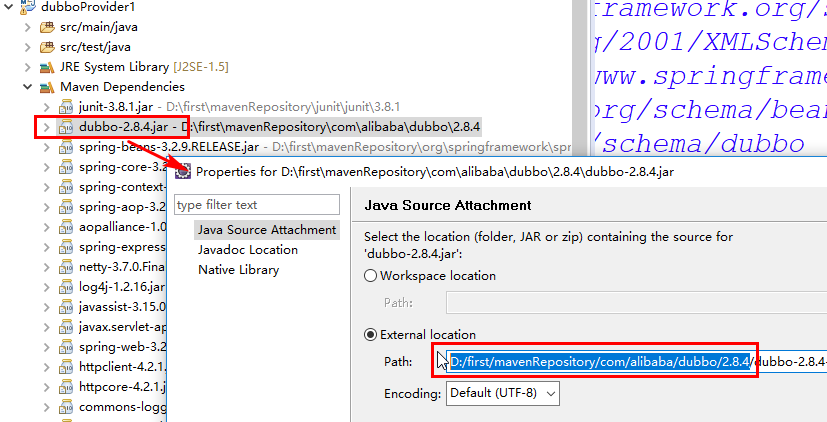 dubboProvider1
src/main/java
src/test/java
JRE System Library [J2SE-1.5]
Maven Dependencies
junit-3.8.1.jar - D:\first\mavenRepository\junit\junit\3.8.1
dubbo-2.8.4.jar - D:\first\mavenRepository\com\alibaba\dubbo\2.8.4
spring-beans-3.2.9.RELEASE.jar - D:\first\mavenRepository\org\springframework\spr
spring-core-3.2
spring-context-
spring-aop-3.2
aopalliance-1.0
spring-express
netty-3.7.0.Fina
log4j-1.2.16.jar
javassist-3.15.0
javax.servlet-ap
spring-web-3.2
httpclient-4.2.1
httpcore-4.2.1.j
commons-logg
framework.org/s
g/2001/XMLSchem
www.springframe
org/schema/bean
/schema/dubbo
Properties for D:\first\mavenRepository\com\alibaba\dubbo\2.8.4\dubbo-2.8.4.jar
type filter text
Java Source Attachment
Javadoc Location
Native Library
Java Source Attachment
Select the location (folder, JAR or zip) containing the source for
'dubbo-2.8.4.jar':
Workspace location
Path:
External location
Path: D:/first/mavenRepository/com/alibaba/dubbo/2.8.4/dubbo-2.8.4-
Encoding: Default (UTF-8)